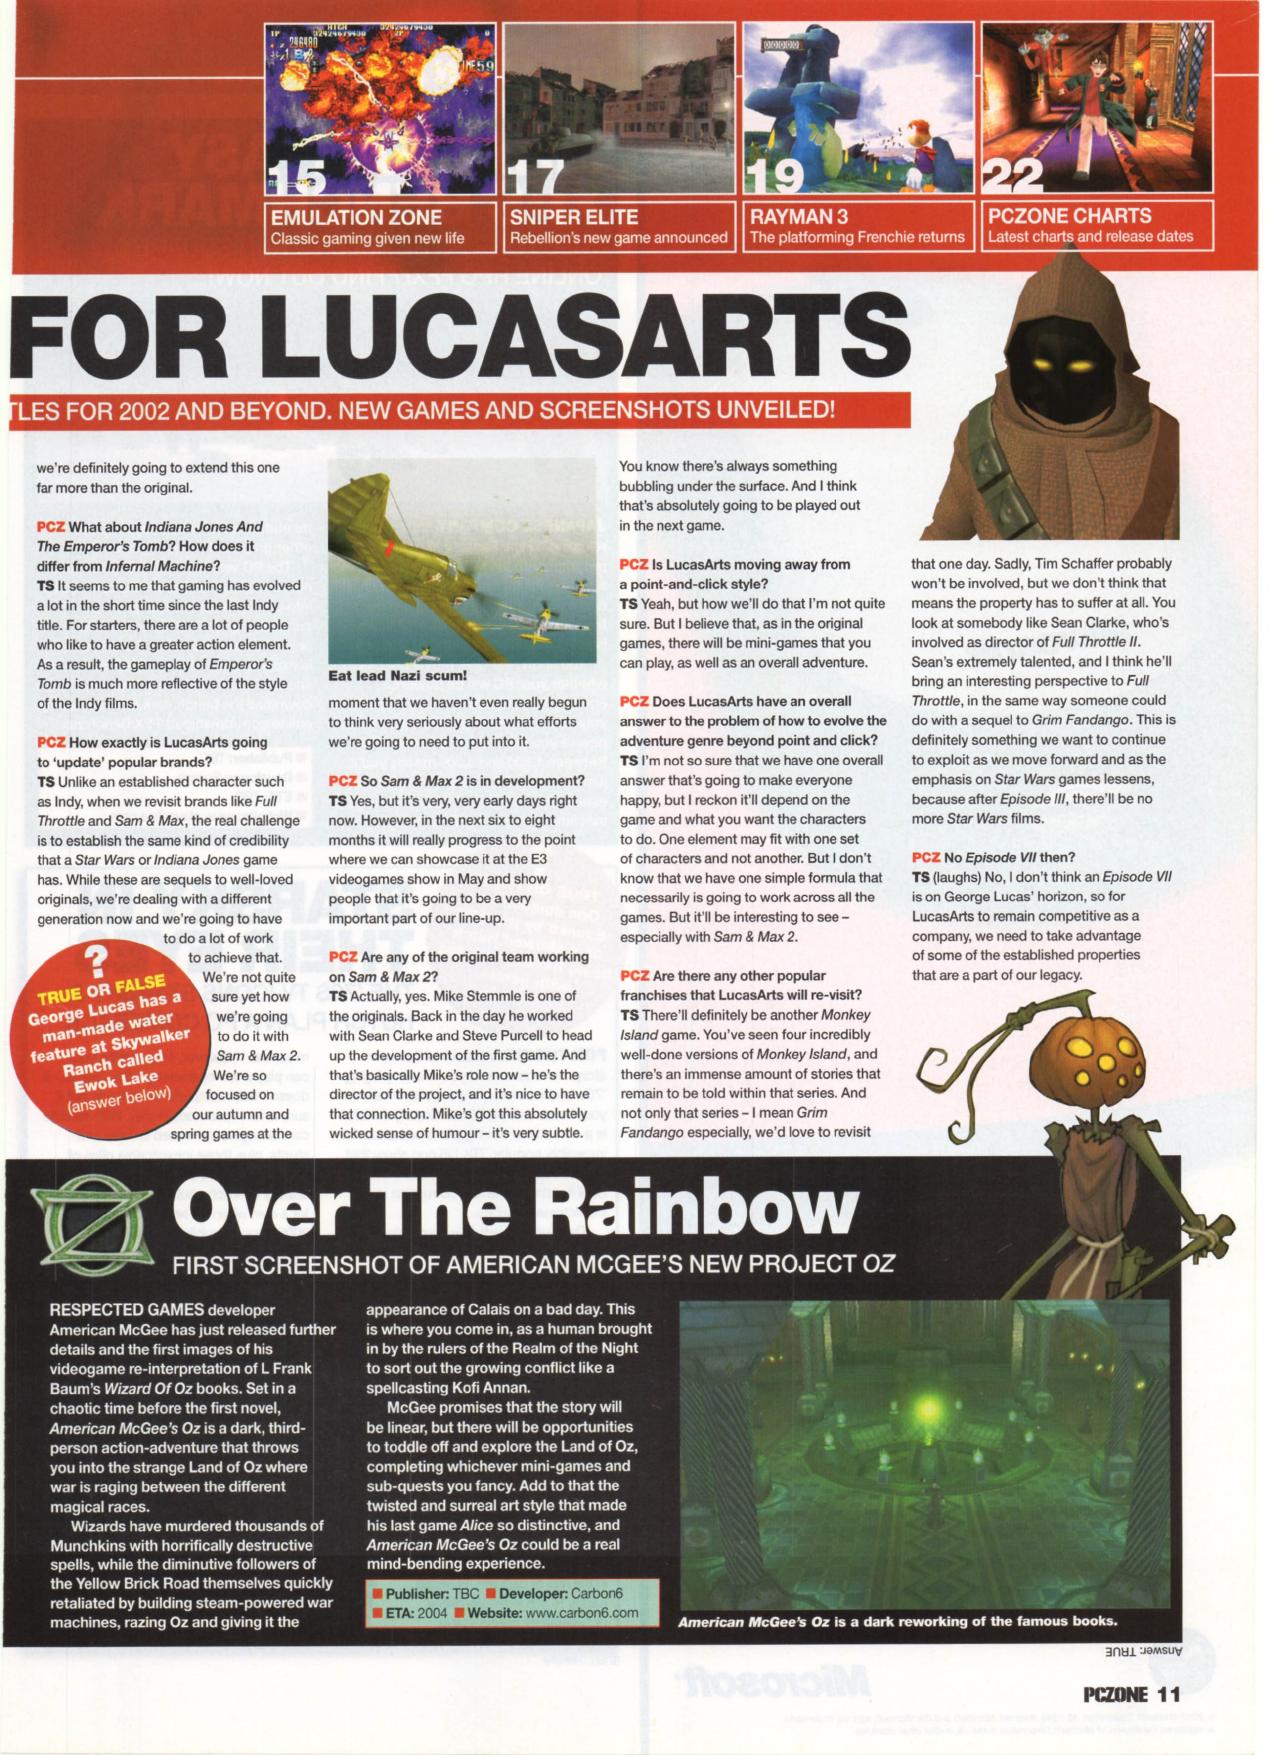 HIGH 32424679430
1P 32424679430 2P 0
246480
TIME 59
15
EMULATION ZONE
Classic gaming given new life
17
SNIPER ELITE
Rebellion's new game announced
00000
19
RAYMAN 3
The platforming Frenchie returns
22
PCZONE CHARTS
Latest charts and release dates
FOR LUCASARTS
TLES FOR 2002 AND BEYOND. NEW GAMES AND SCREENSHOTS UNVEILED!
we're definitely going to extend this one
far more than the original.
PCZ What about Indiana Jones And
The Emperor's Tomb? How does it
differ from Infernal Machine?
TS It seems to me that gaming has evolved
a lot in the short time since the last Indy
title. For starters, there are a lot of people
who like to have a greater action element.
As a result, the gameplay of Emperor's
Tomb is much more reflective of the style
of the Indy films.
PCZ How exactly is LucasArts going
to 'update' popular brands?
TS Unlike an established character such
as Indy, when we revisit brands like Full
Throttle and Sam & Max, the real challenge
is to establish the same kind of credibility
that a Star Wars or Indiana Jones game
has. While these are sequels to well-loved
originals, we're dealing with a different
generation now and we're going to have
to do a lot of work
to achieve that.
We're not quite
sure yet how
we're going
to do it with
Sam & Max 2.
We're so
focused on
our autumn and
spring games at the
?
TRUE OR FALSE
George Lucas has a
man-made water
feature at Skywalker
Ranch called
Ewok Lake
(answer below)
Eat lead Nazi scum!
moment that we haven't even really begun
to think very seriously about what efforts
we're going to need to put into it.
PCZ So Sam & Max 2 is in development?
TS Yes, but it's very, very early days right
now. However, in the next six to eight
months it will really progress to the point
where we can showcase it at the E3
videogames show in May and show
people that it's going to be a very
important part of our line-up.
PCZ Are any of the original team working
on Sam & Max 2?
TS Actually, yes. Mike Stemmle is one of
the originals. Back in the day he worked
with Sean Clarke and Steve Purcell to head
up the development of the first game. And
that's basically Mike's role now – he's the
director of the project, and it's nice to have
that connection. Mike's got this absolutely
wicked sense of humour – it's very subtle.
You know there's always something
bubbling under the surface. And I think
that's absolutely going to be played out
in the next game.
PCZ Is LucasArts moving away from
a point-and-click style?
TS Yeah, but how we'll do that I'm not quite
sure. But I believe that, as in the original
games, there will be mini-games that you
can play, as well as an overall adventure.
PCZ Does LucasArts have an overall
answer to the problem of how to evolve the
adventure genre beyond point and click?
TS I'm not so sure that we have one overall
answer that's going to make everyone
happy, but I reckon it'll depend on the
game and what you want the characters
to do. One element may fit with one set
of characters and not another. But I don't
know that we have one simple formula that
necessarily is going to work across all the
games. But it'll be interesting to see –
especially with Sam & Max 2.
PCZ Are there any other popular
franchises that LucasArts will re-visit?
TS There'll definitely be another Monkey
Island game. You've seen four incredibly
well-done versions of Monkey Island, and
there's an immense amount of stories that
remain to be told within that series. And
not only that series – I mean Grim
Fandango especially, we'd love to revisit
that one day. Sadly, Tim Schaffer probably
won't be involved, but we don't think that
means the property has to suffer at all. You
look at somebody like Sean Clarke, who's
involved as director of Full Throttle II.
Sean's extremely talented, and I think he'll
bring an interesting perspective to Full
Throttle, in the same way someone could
do with a sequel to Grim Fandango. This is
definitely something we want to continue
to exploit as we move forward and as the
emphasis on Star Wars games lessens,
because after Episode III, there'll be no
more Star Wars films.
PCZ No Episode VII then?
TS (laughs) No, I don't think an Episode VII
is on George Lucas' horizon, so for
LucasArts to remain competitive as a
company, we need to take advantage
of some of the established properties
that are a part of our legacy.
OZ
Over The Rainbow
FIRST SCREENSHOT OF AMERICAN MCGEE'S NEW PROJECT OZ
RESPECTED GAMES developer
American McGee has just released further
details and the first images of his
videogame re-interpretation of L Frank
Baum's Wizard Of Oz books. Set in a
chaotic time before the first novel,
American McGee's Oz is a dark, third-
person action-adventure that throws
you into the strange Land of Oz where
war is raging between the different
magical races.
Wizards have murdered thousands of
Munchkins with horrifically destructive
spells, while the diminutive followers of
the Yellow Brick Road themselves quickly
retaliated by building steam-powered war
machines, razing Oz and giving it the
appearance of Calais on a bad day. This
is where you come in, as a human brought
in by the rulers of the Realm of the Night
to sort out the growing conflict like a
spellcasting Kofi Annan.
McGee promises that the story will
be linear, but there will be opportunities
to toddle off and explore the Land of Oz,
completing whichever mini-games and
sub-quests you fancy. Add to that the
twisted and surreal art style that made
his last game Alice so distinctive, and
American McGee's Oz could be a real
mind-bending experience.
Publisher: TBC Developer: Carbon6
ETA: 2004 Website: www.carbon6.com
American McGee's Oz is a dark reworking of the famous books.
Answer: TRUE
Microsoft
PCZONE 11